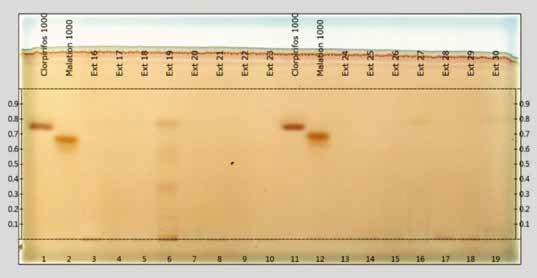 Clorpirifos 1000
Malation 1000
Ext 16
Ext 17
Ext 18
Ext 19
Ext 20
Ext 21
Ext 22
Ext 23
Clorpirifos 1000
Malation 1000
Ext 24
Ext 25
Ext 26
Ext 27
Ext 28
Ext 29
Ext 30
0.9 0.9
0.8 0.8
0.7 0.7
0.6 0.6
0.5 0.5
0.4 0.4
0.3 0.3
0.2 0.2
0.1 0.1
1 2 3 4 5 6 7 8 9 10 11 12 13 14 15 16 17 18 19